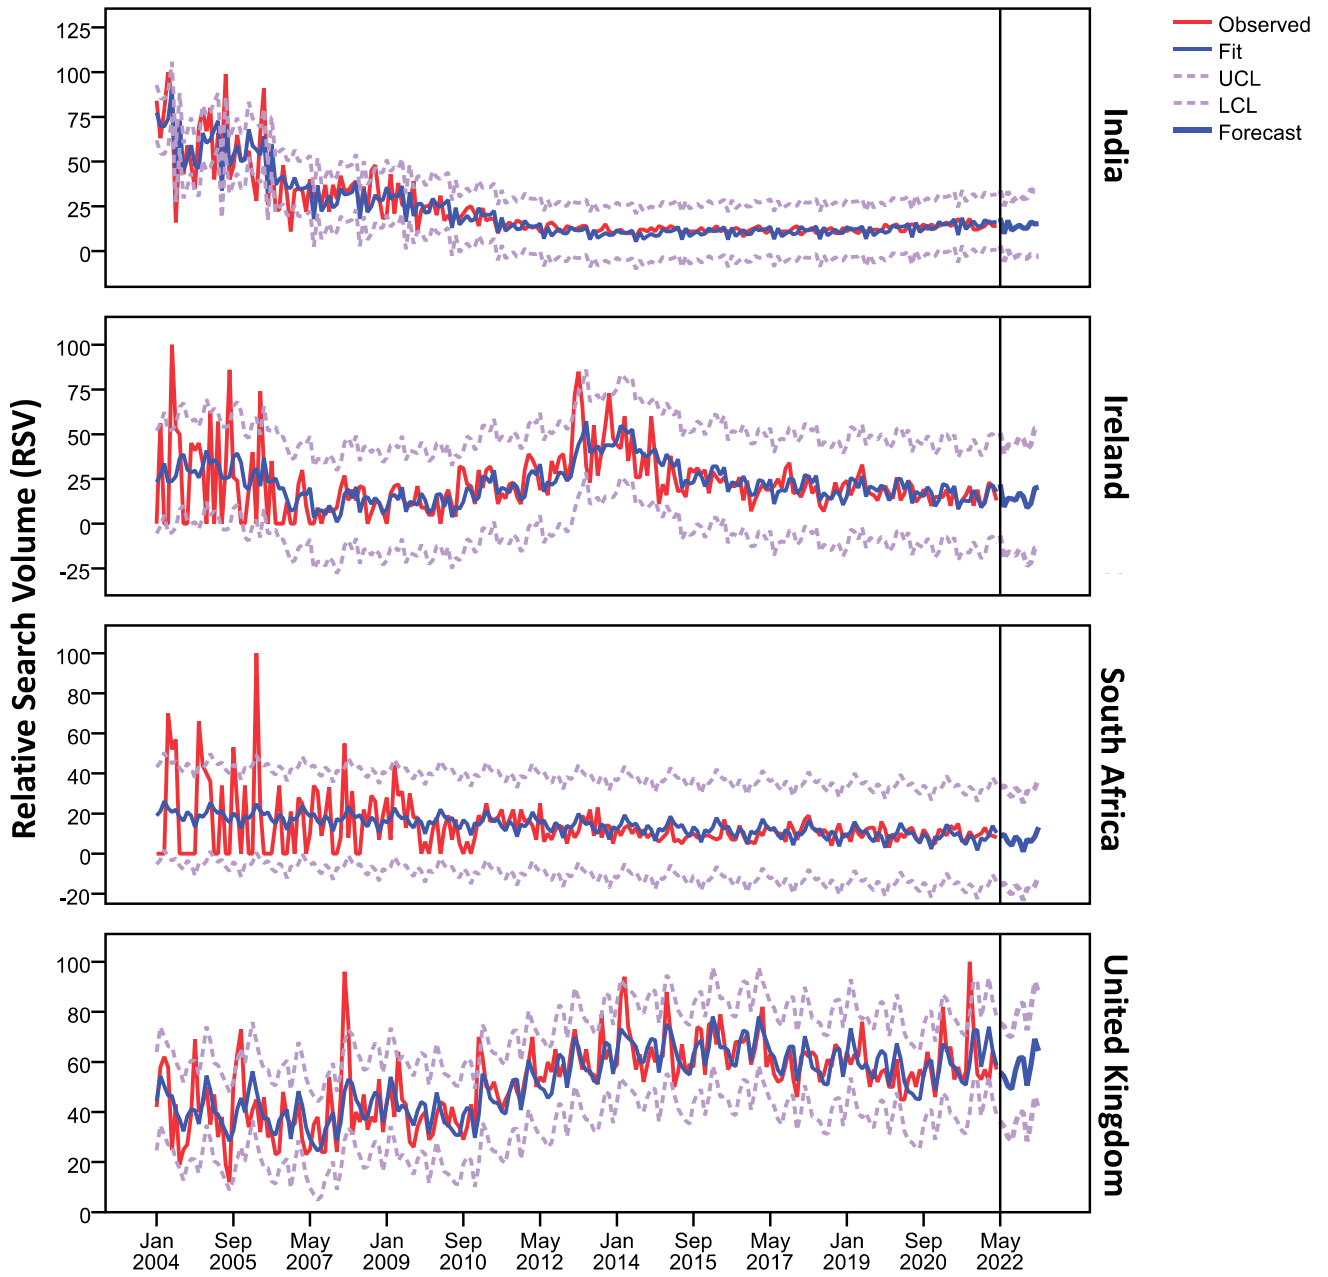 Observed
Fit
UCL
LCL
Forecast
Relative Search Volume (RSV)
125
100
75
50
25
0
India
100
75
50
25
0
-25
Ireland
100
80
60
40
20
0
-20
South Africa
100
80
60
40
20
0
United Kingdom
Jan Sep May Jan Sep May Jan Sep May Jan Sep May
2004 2005 2007 2009 2010 2012 2014 2015 2017 2019 2020 2022